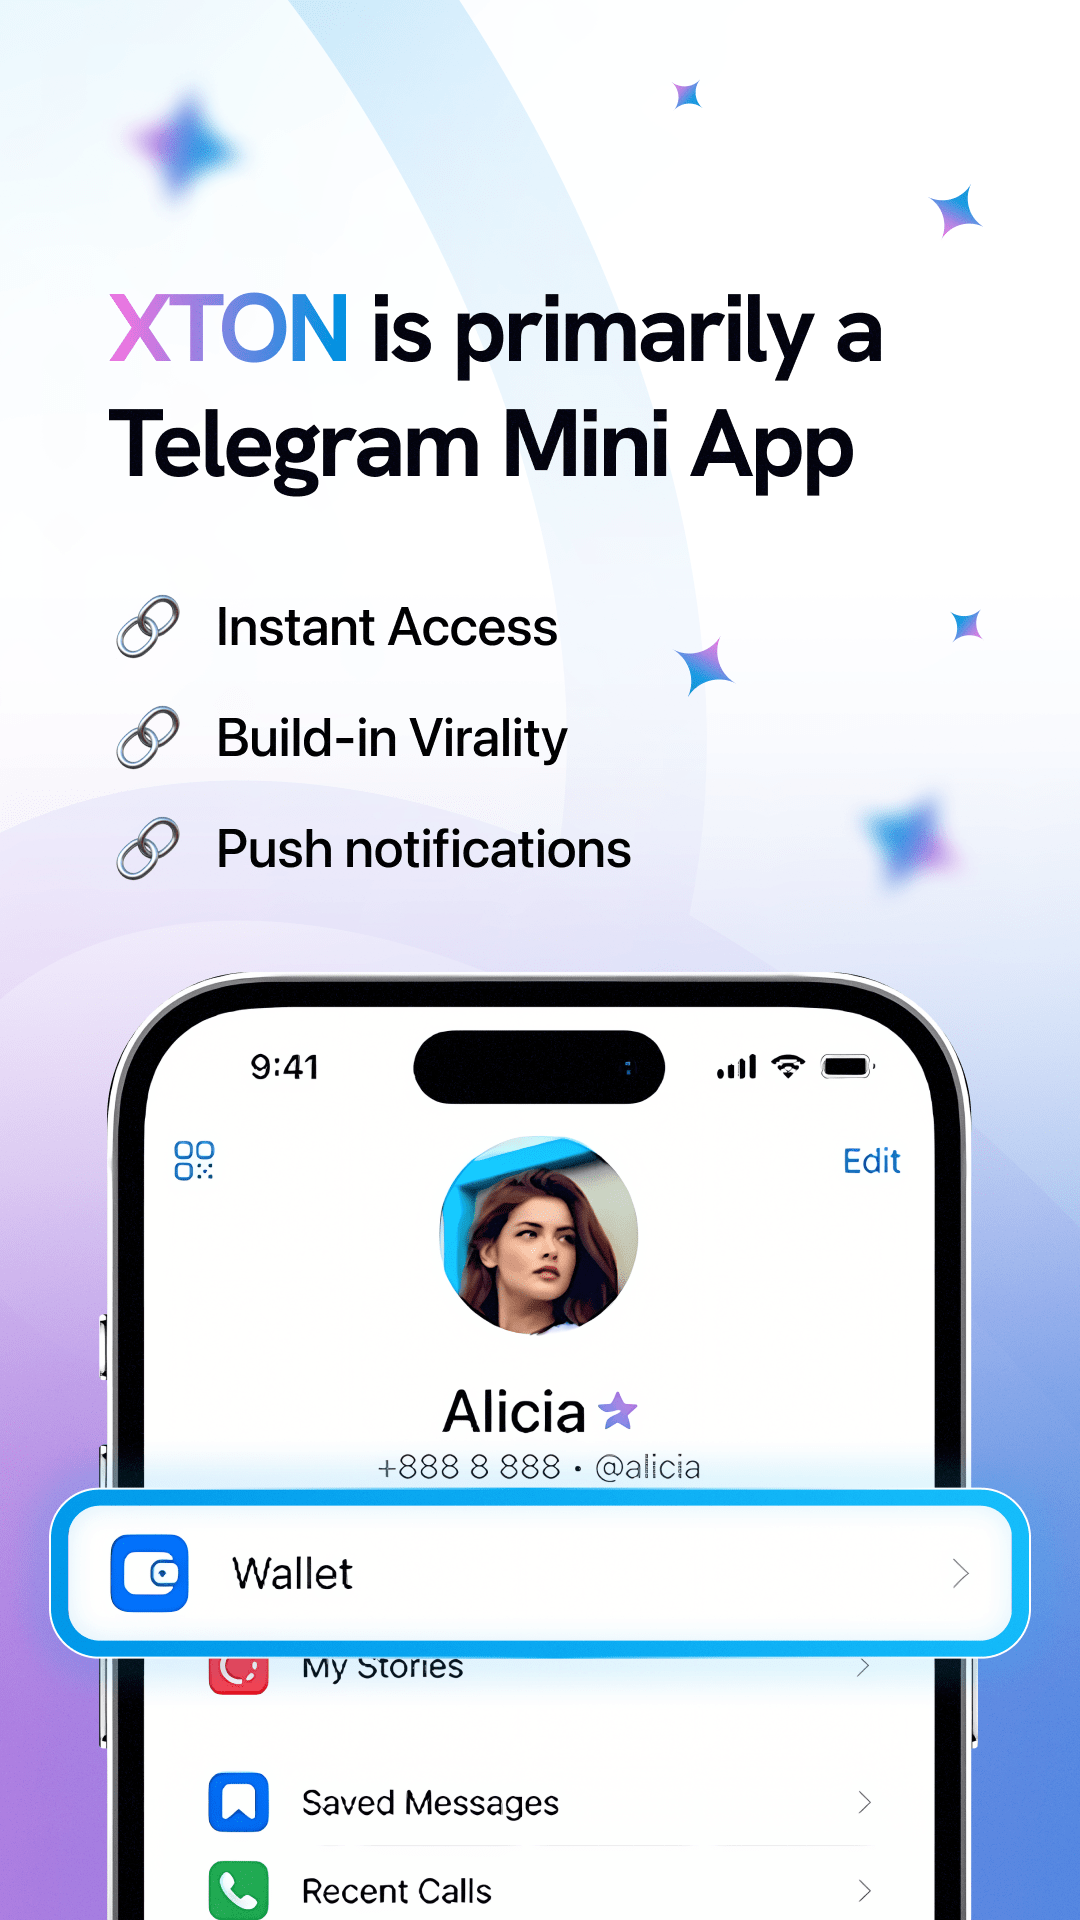 XTON is primarily a
Telegram Mini App
Instant Access
Build-in Virality
Push notifications
9:41
Edit
Alicia
+888 8 888 • @alicia
Wallet
My Stories
Saved Messages
Recent Calls